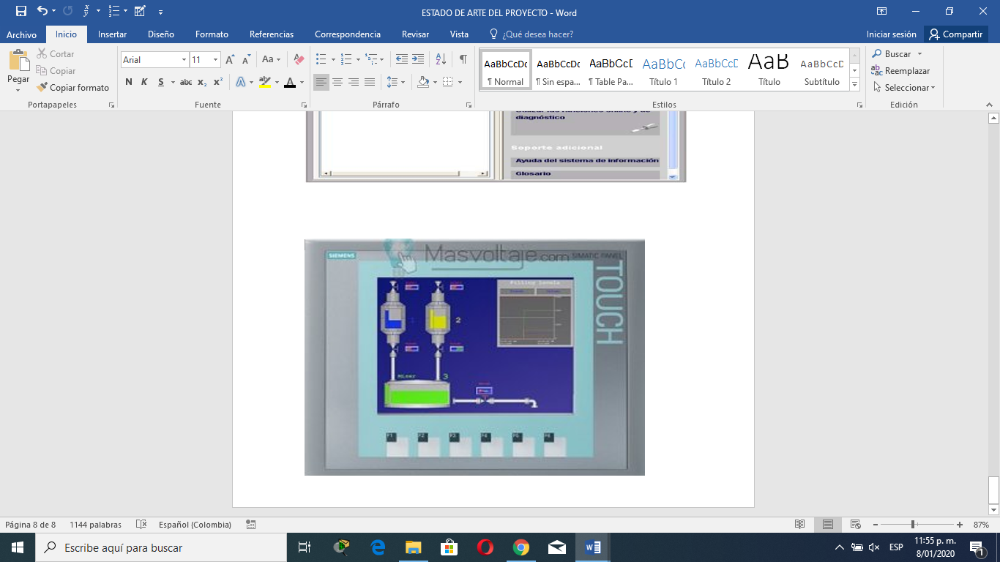 ESTADO DE ARTE DEL PROYECTO - Word
Archivo Inicio Insertar Diseño Formato Referencias Correspondencia Revisar Vista ¿Qué desea hacer? Iniciar sesión Compartir
Pegar
Cortar
Copiar
Copiar formato
Portapapeles
Arial 11
Aa
N K S abc x₂ x²
A A
Fuente
Párrafo
AaBbCcDc AaBbCcDc AaBbCcD AaBbCc AaBbCcD AaB AaBbCcD
¶ Normal ¶ Sin espa... ¶ Table Pa... Título 1 Título 2 Título Subtítulo
Estilos
Buscar
Reemplazar
Seleccionar
Edición
diagnóstico
Soporte adicional
Ayuda del sistema de información
Glosario
Masvoltaje.com
SIEMENS
SIMATIC PANEL
TOUCH
Filling levels
1
2
3
F1 F2 F3 F4 F5 F6
Página 8 de 8 1144 palabras Español (Colombia) 87%
Escribe aquí para buscar
ESP
11:55 p. m.
8/01/2020
1